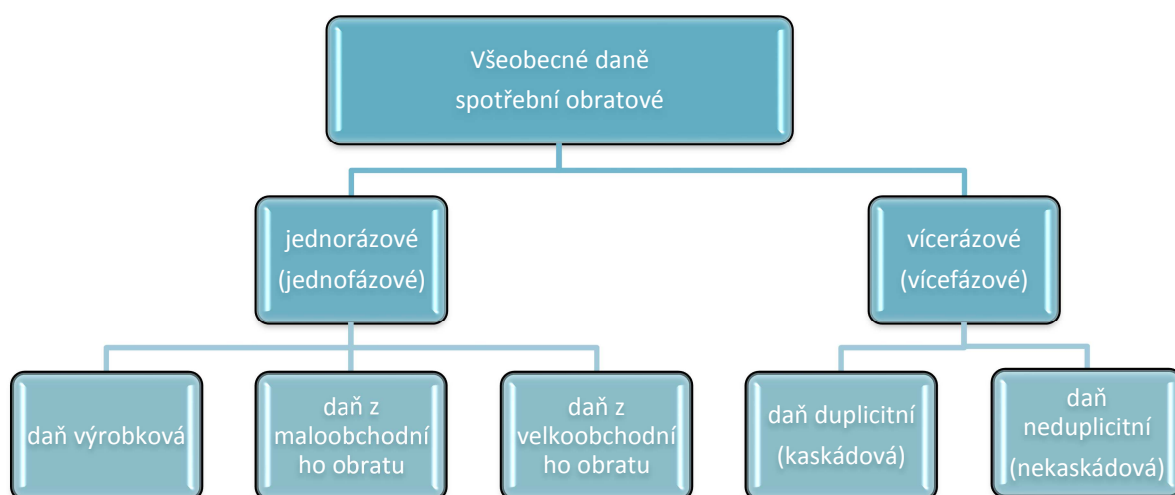 Všeobecné daně
spotřební obratové
jednorázové
(jednofázové)
vícerázové
(vícefázové)
daň výrobková
daň z
maloobchodní
ho obratu
daň z
velkoobchodní
ho obratu
daň duplicitní
(kaskádová)
daň
neduplicitní
(nekaskádová)